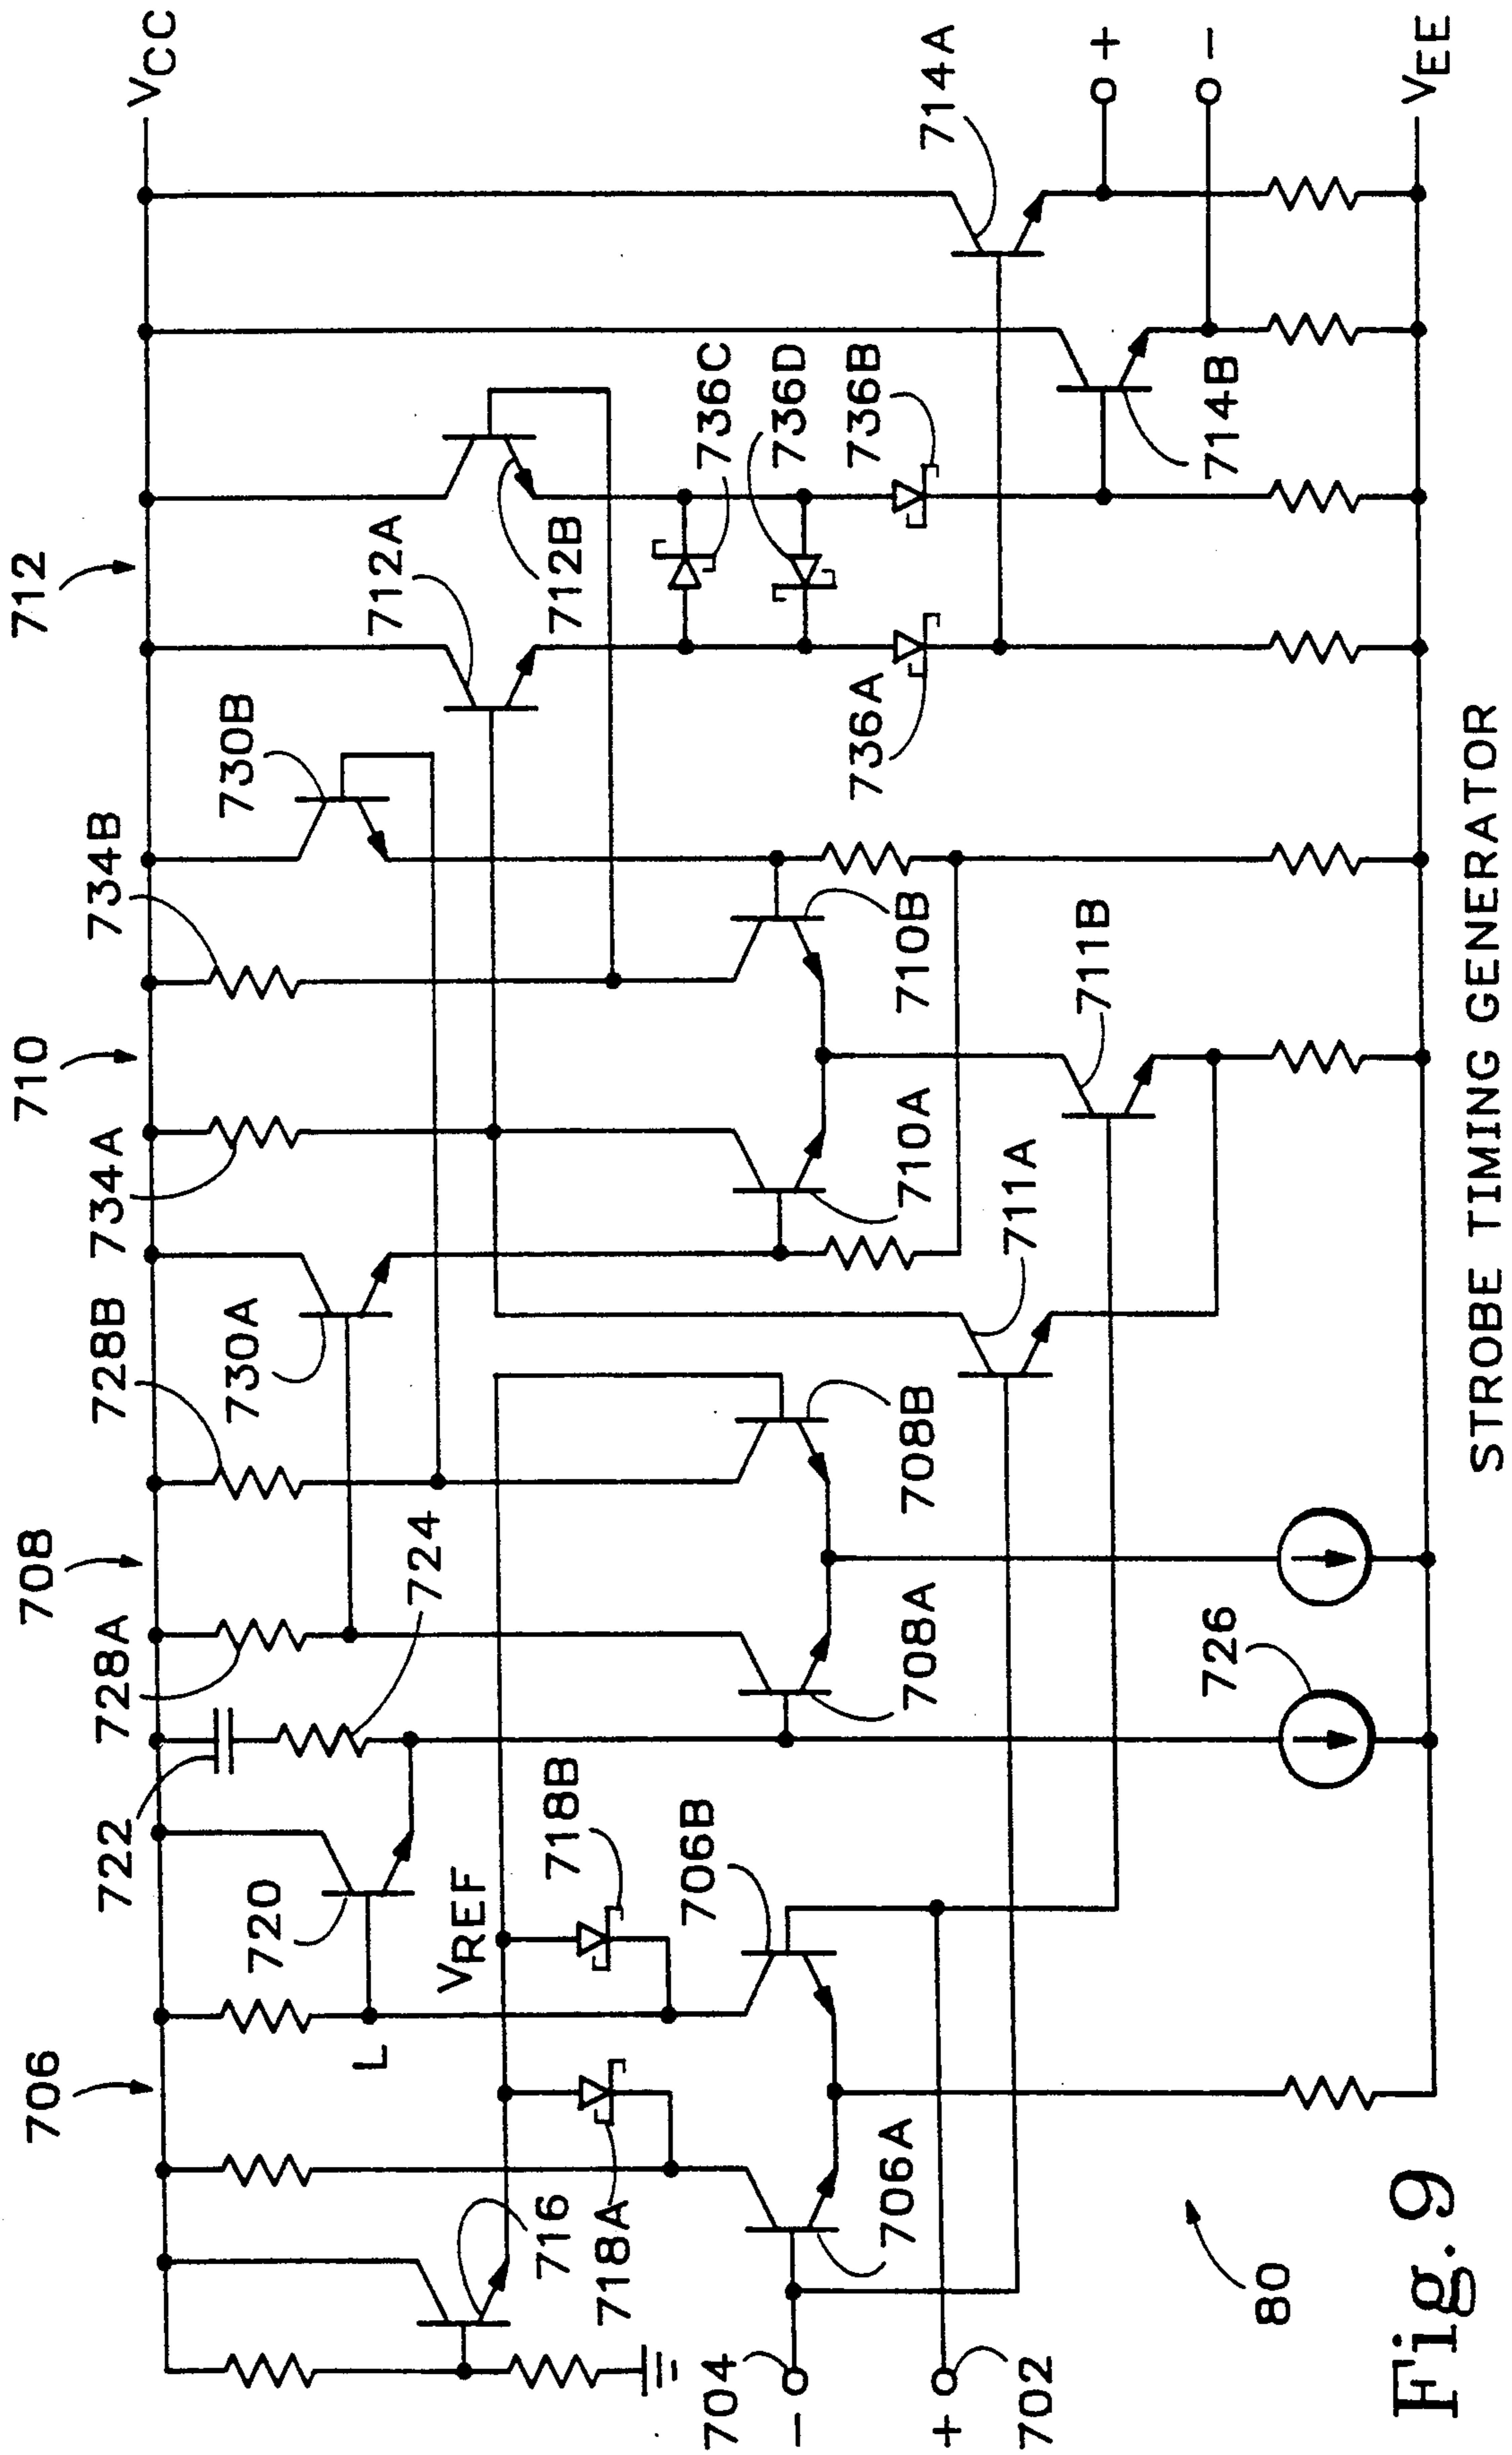 706
708
710
712
VCC
722
728A
728B
734A
734B
720
724
730A
730B
L
VREF
712A
712B
716
718A
718B
736C
736D
736B
736A
706A
706B
708A
708B
710A
710B
714A
714B
704
−
+
702
711A
711B
+
−
726
80
VEE
Fig. 9
STROBE TIMING GENERATOR